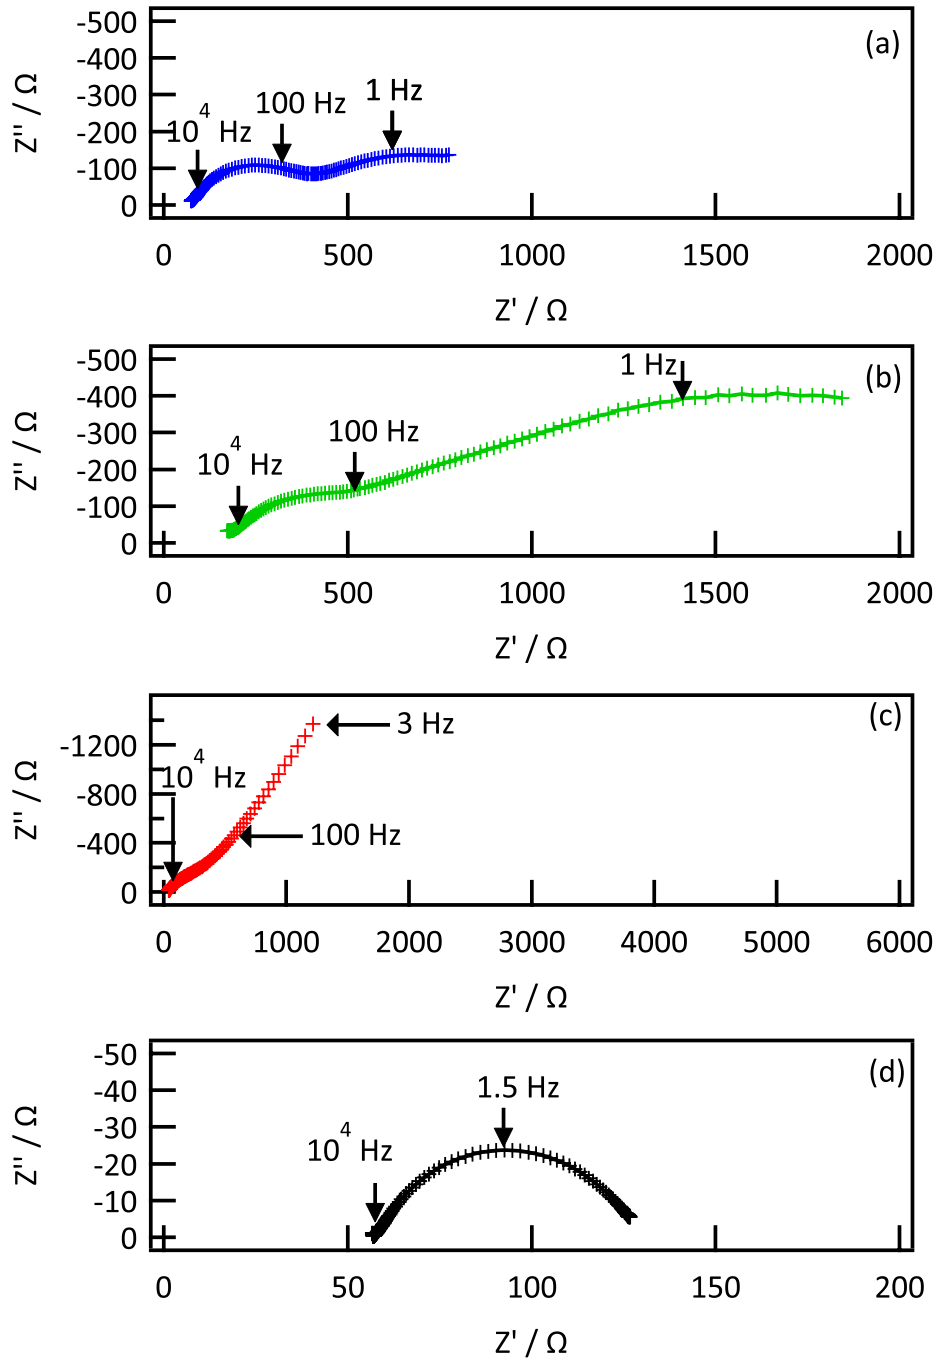 (a)
Z'' / Ω
-500
-400
-300
-200
-100
0
10^4 Hz
100 Hz
1 Hz
0 500 1000 1500 2000
Z' / Ω
(b)
Z'' / Ω
-500
-400
-300
-200
-100
0
10^4 Hz
100 Hz
1 Hz
0 500 1000 1500 2000
Z' / Ω
(c)
Z'' / Ω
-1200
-800
-400
0
10^4 Hz
3 Hz
100 Hz
0 1000 2000 3000 4000 5000 6000
Z' / Ω
(d)
Z'' / Ω
-50
-40
-30
-20
-10
0
10^4 Hz
1.5 Hz
0 50 100 150 200
Z' / Ω